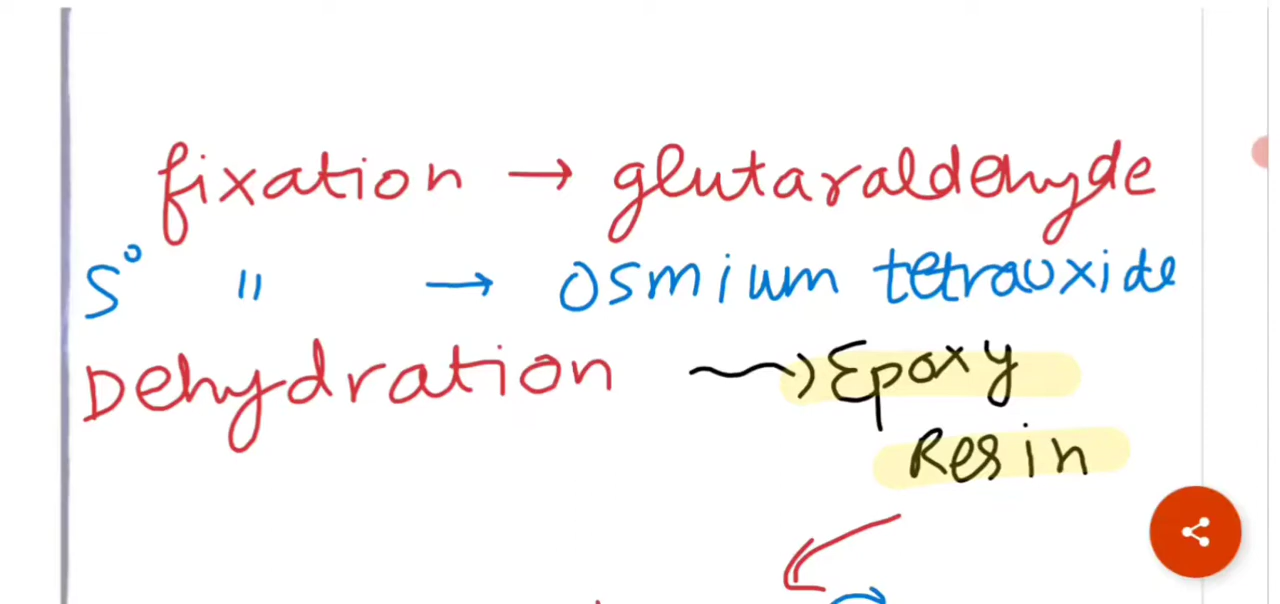 fixation → glutaraldehyde
S° " → Osmium tetraoxide
Dehydration → Epoxy
Resin